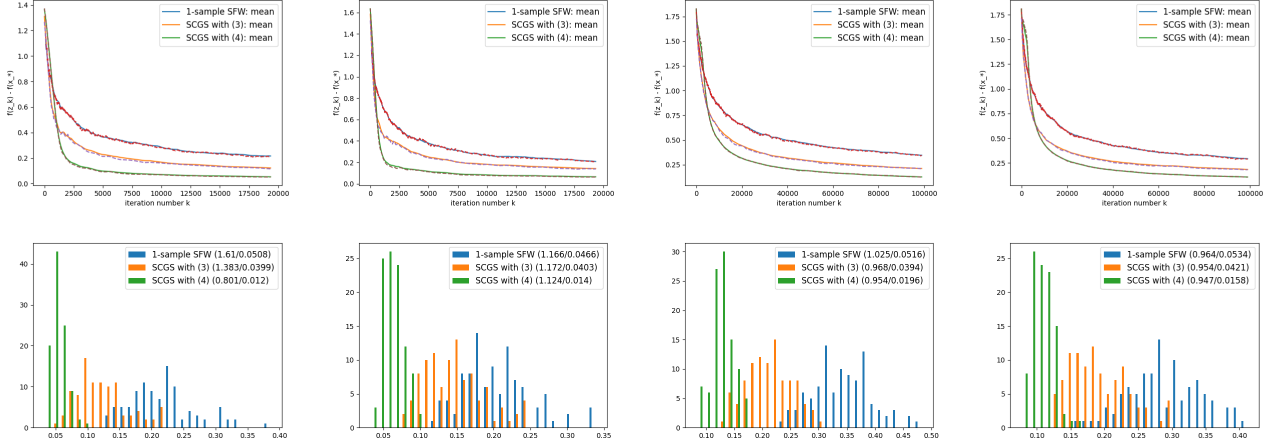 1-sample SFW: mean
SCGS with (3): mean
SCGS with (4): mean
f(z_k) - f(x_*)
1.4
1.2
1.0
0.8
0.6
0.4
0.2
0.0
0 2500 5000 7500 10000 12500 15000 17500 20000
iteration number k
1-sample SFW: mean
SCGS with (3): mean
SCGS with (4): mean
f(z_k) - f(x_*)
1.6
1.4
1.2
1.0
0.8
0.6
0.4
0.2
0.0
0 2500 5000 7500 10000 12500 15000 17500 20000
iteration number k
1-sample SFW: mean
SCGS with (3): mean
SCGS with (4): mean
f(z_k) - f(x_*)
1.75
1.50
1.25
1.00
0.75
0.50
0.25
0 20000 40000 60000 80000 100000
iteration number k
1-sample SFW: mean
SCGS with (3): mean
SCGS with (4): mean
f(z_k) - f(x_*)
1.75
1.50
1.25
1.00
0.75
0.50
0.25
0 20000 40000 60000 80000 100000
iteration number k
1-sample SFW (1.61/0.0508)
SCGS with (3) (1.383/0.0399)
SCGS with (4) (0.801/0.012)
40
30
20
10
0
0.05 0.10 0.15 0.20 0.25 0.30 0.35 0.40
1-sample SFW (1.166/0.0466)
SCGS with (3) (1.172/0.0403)
SCGS with (4) (1.124/0.014)
25
20
15
10
5
0
0.05 0.10 0.15 0.20 0.25 0.30 0.35
1-sample SFW (1.025/0.0516)
SCGS with (3) (0.968/0.0394)
SCGS with (4) (0.954/0.0196)
30
25
20
15
10
5
0
0.10 0.15 0.20 0.25 0.30 0.35 0.40 0.45 0.50
1-sample SFW (0.964/0.0534)
SCGS with (3) (0.954/0.0421)
SCGS with (4) (0.947/0.0158)
25
20
15
10
5
0
0.10 0.15 0.20 0.25 0.30 0.35 0.40